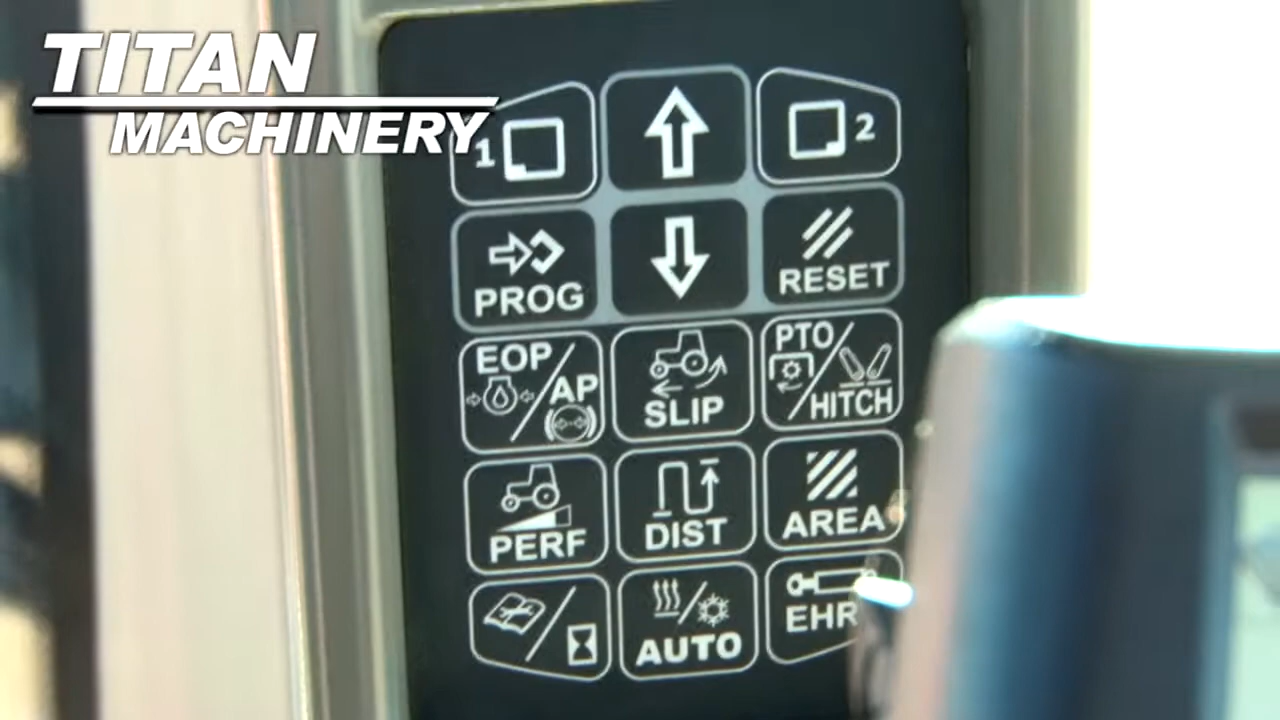 TITAN
MACHINERY
1
2
PROG
RESET
EOP
AP
SLIP
PTO
HITCH
PERF
DIST
AREA
AUTO
EHR